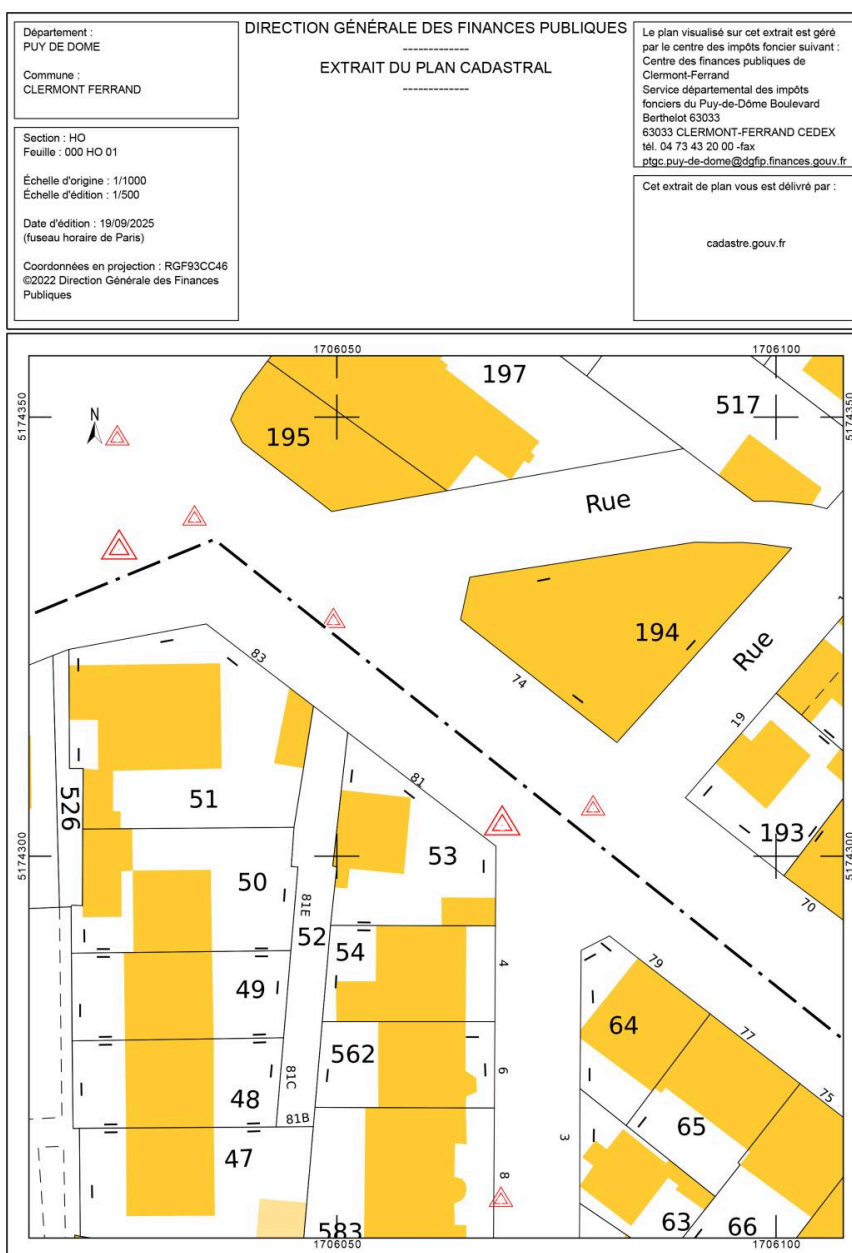 Département :
PUY DE DOME
Commune :
CLERMONT FERRAND
Section : HO
Feuille : 000 HO 01
Échelle d'origine : 1/1000
Échelle d'édition : 1/500
Date d'édition : 19/09/2025
(fuseau horaire de Paris)
Coordonnées en projection : RGF93CC46
©2022 Direction Générale des Finances
Publiques
DIRECTION GÉNÉRALE DES FINANCES PUBLIQUES
-------------
EXTRAIT DU PLAN CADASTRAL
-------------
Le plan visualisé sur cet extrait est géré
par le centre des impôts foncier suivant :
Centre des finances publiques de
Clermont-Ferrand
Service départemental des impôts
fonciers du Puy-de-Dôme Boulevard
Berthelot 63033
63033 CLERMONT-FERRAND CEDEX
tél. 04 73 43 20 00 -fax
ptgc.puy-de-dome@dgfip.finances.gouv.fr
Cet extrait de plan vous est délivré par :
cadastre.gouv.fr
1706050
1706100
5174350
5174350
N
197
517
195
Rue
194
Rue
74
83
19
81
526
51
193
53
5174300
5174300
50
81E
70
52
54
4
79
49
64
77
562
6
81C
75
48
81B
65
47
3
8
583
63
66
1706050
1706100